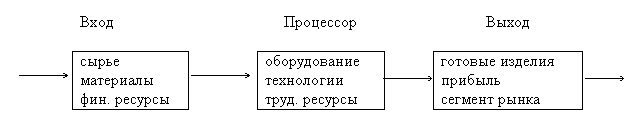 Вход Процессор Выход
сырье оборудование готовые изделия
материалы технологии прибыль
фин. ресурсы труд. ресурсы сегмент рынка